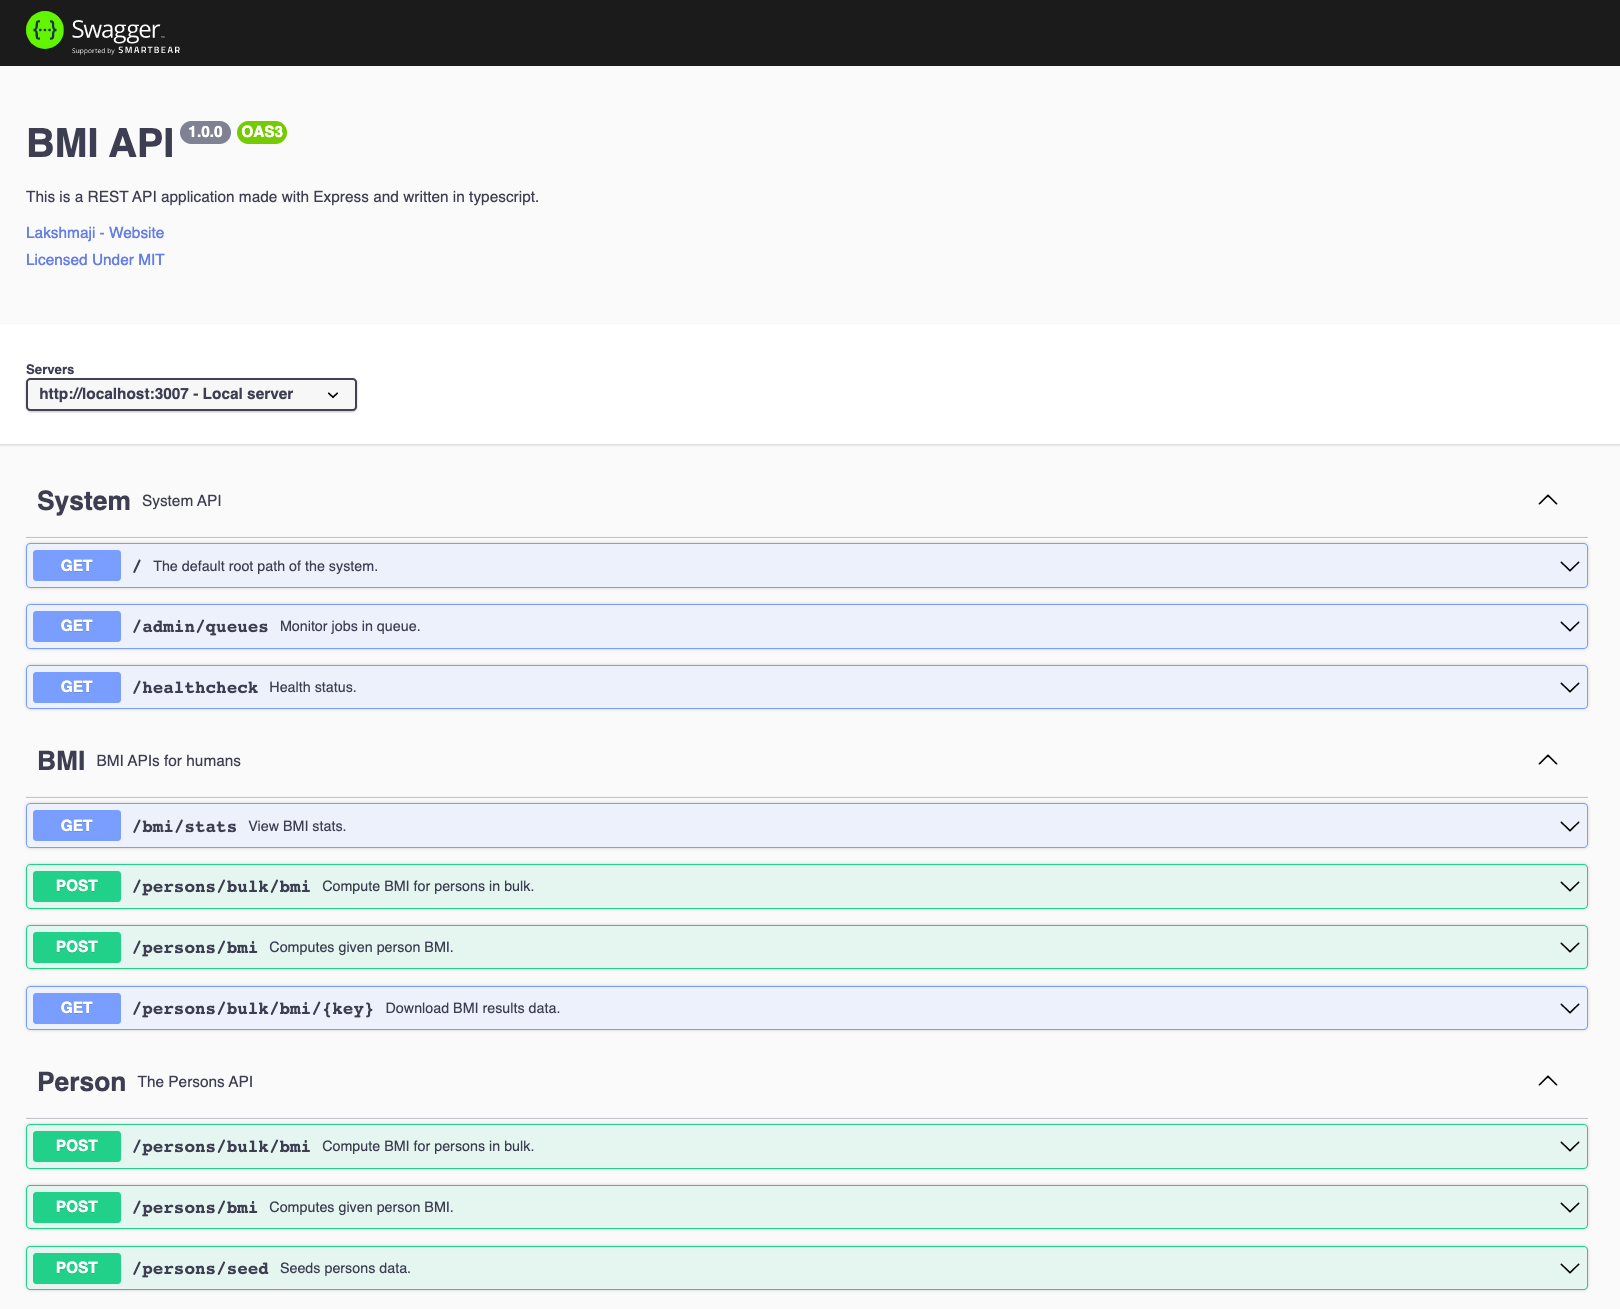 {···} Swagger™
Supported by SMARTBEAR
BMI API 1.0.0 OAS3
This is a REST API application made with Express and written in typescript.
Lakshmaji - Website
Licensed Under MIT
Servers
http://localhost:3007 - Local server
System System API
GET / The default root path of the system.
GET /admin/queues Monitor jobs in queue.
GET /healthcheck Health status.
BMI BMI APIs for humans
GET /bmi/stats View BMI stats.
POST /persons/bulk/bmi Compute BMI for persons in bulk.
POST /persons/bmi Computes given person BMI.
GET /persons/bulk/bmi/{key} Download BMI results data.
Person The Persons API
POST /persons/bulk/bmi Compute BMI for persons in bulk.
POST /persons/bmi Computes given person BMI.
POST /persons/seed Seeds persons data.